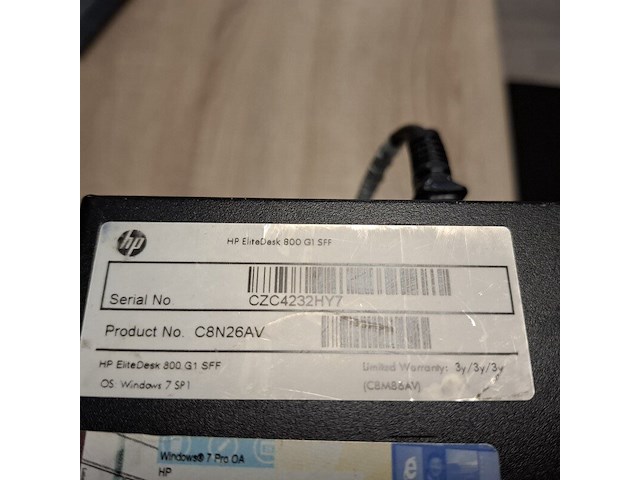 hp
HP EliteDesk 800 G1 SFF
Serial No
CZC4232HY7
Product No. C8N26AV
HP EliteDesk 800 G1 SFF
Limited Warranty: 3y/3y/3y
OS: Windows 7 SP1
(C8M86AV)
Windows® 7 Pro OA
HP